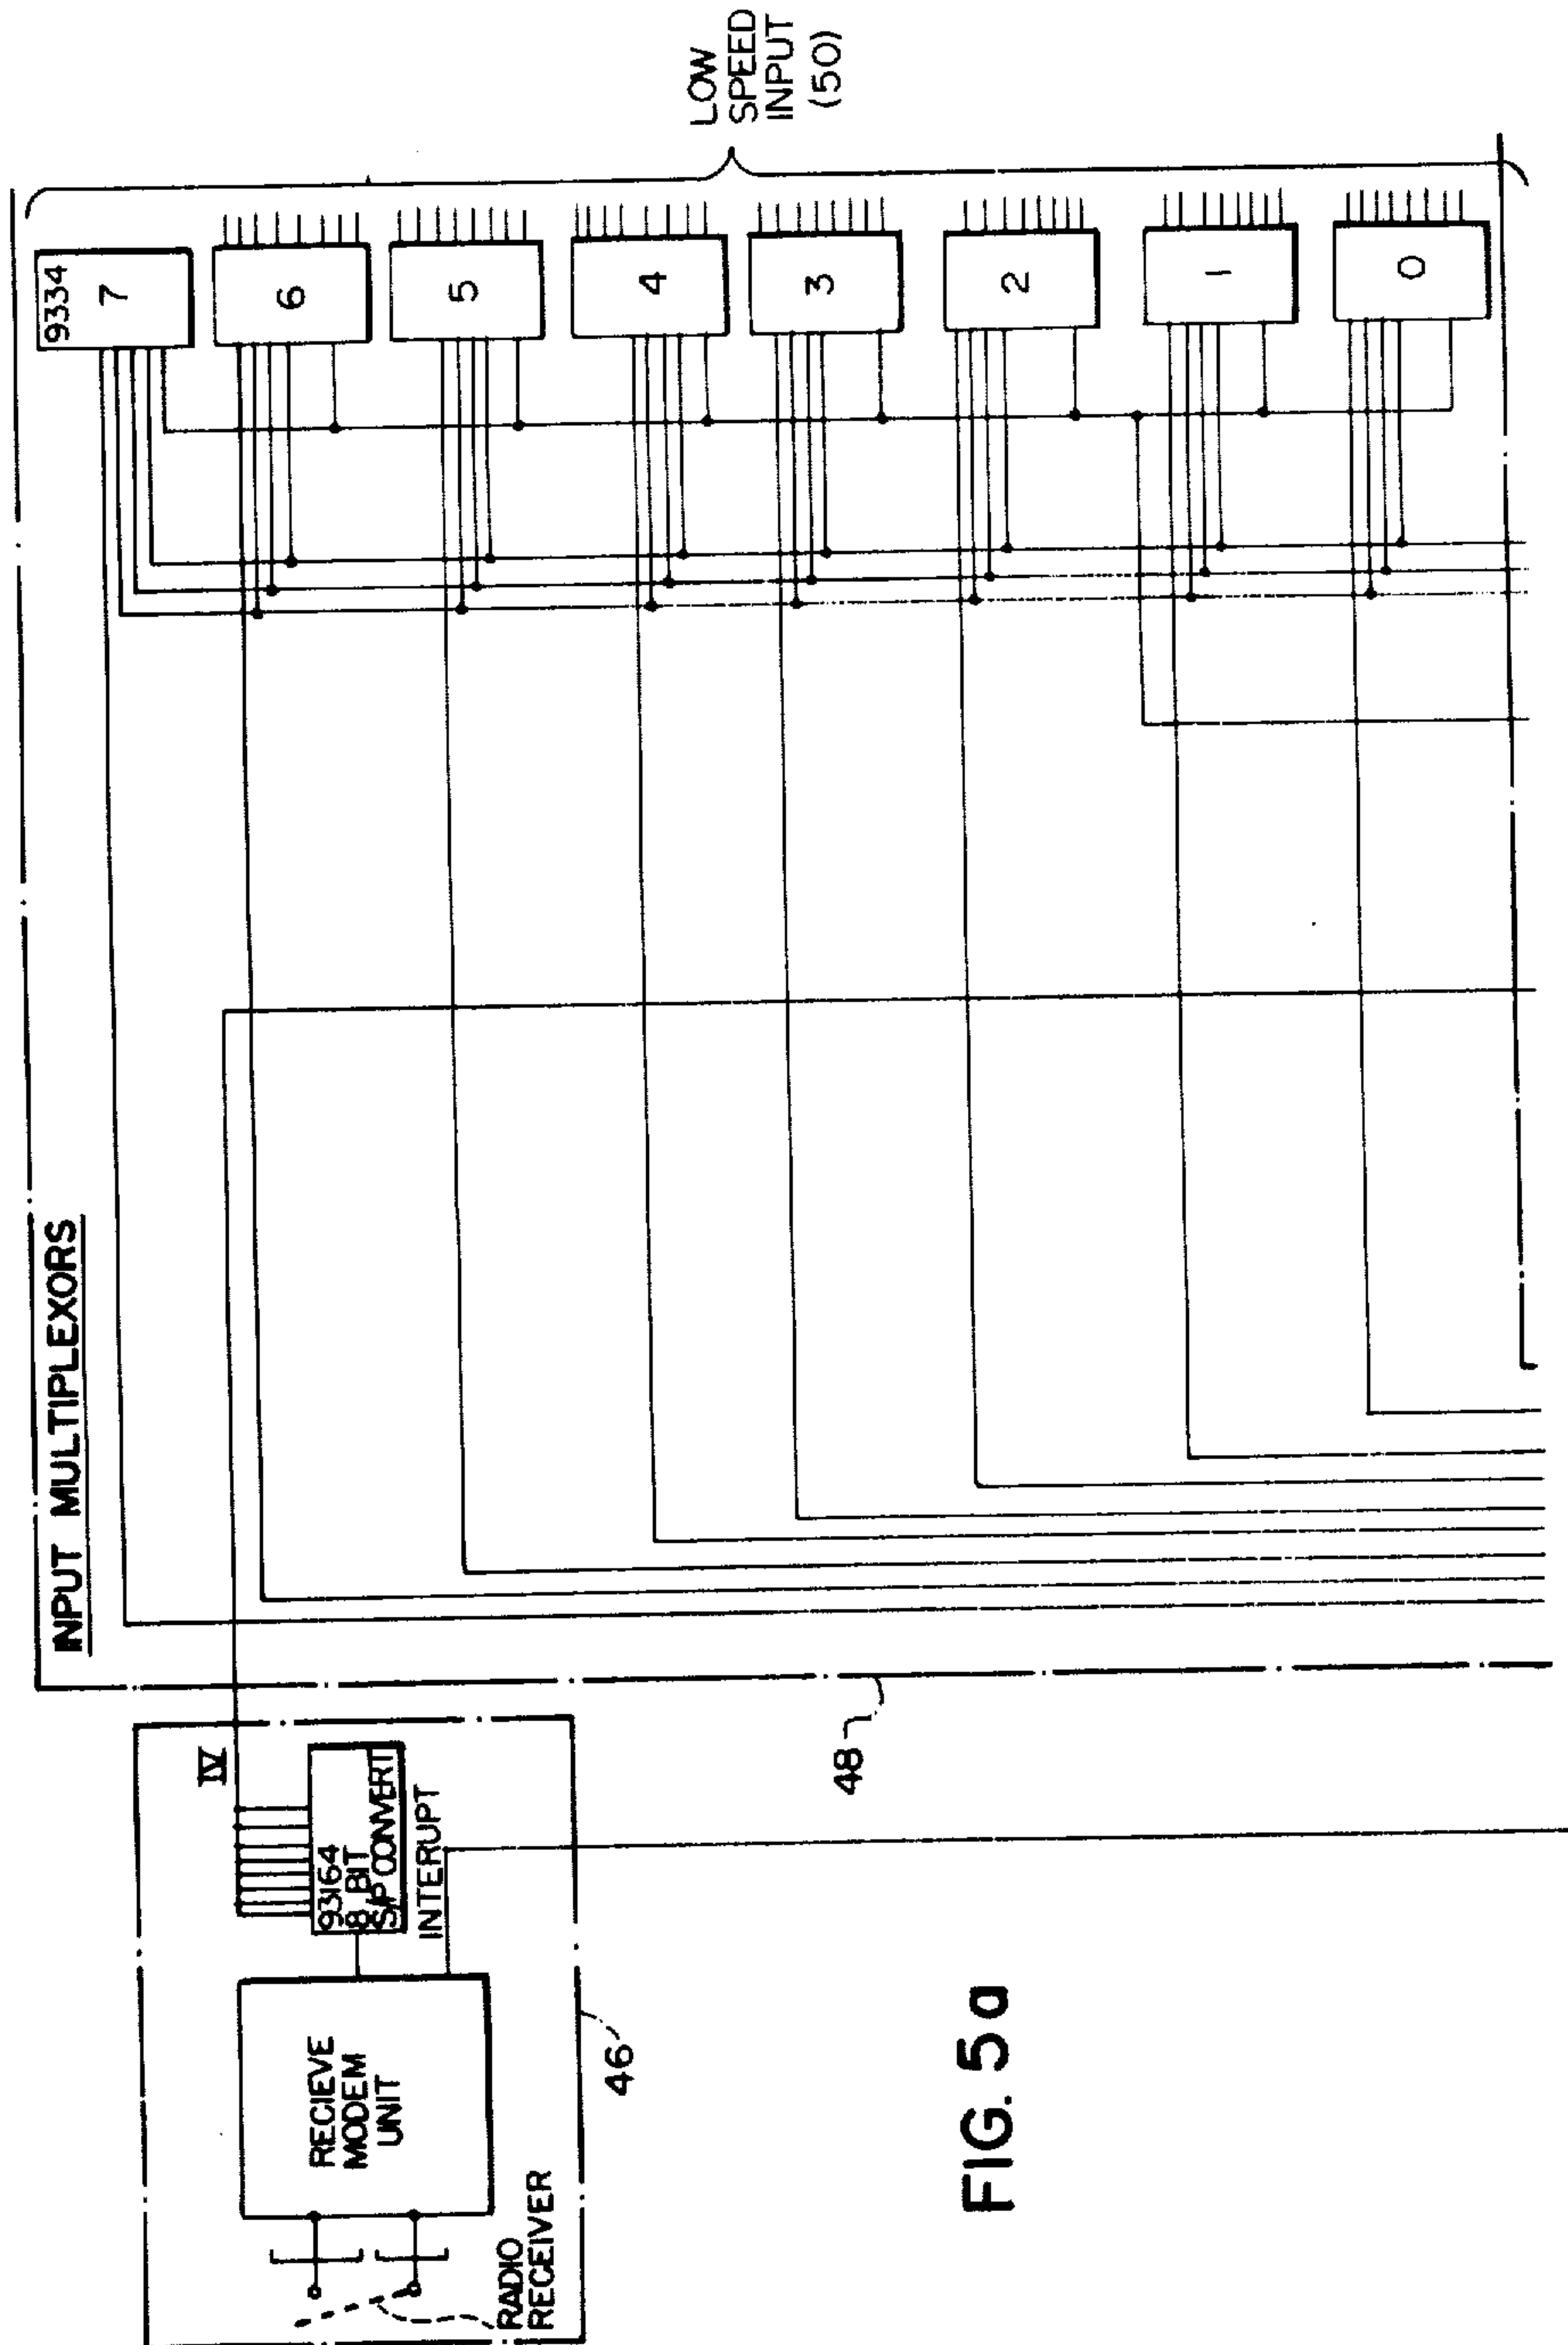 INPUT MULTIPLEXORS
9334
7
6
5
4
3
2
1
0
LOW
SPEED
INPUT
(50)
IV
93164
8 BIT
S/P CONVERT
INTERRUPT
RECIEVE
MODEM
UNIT
RADIO
RECEIVER
46
48
FIG. 5a